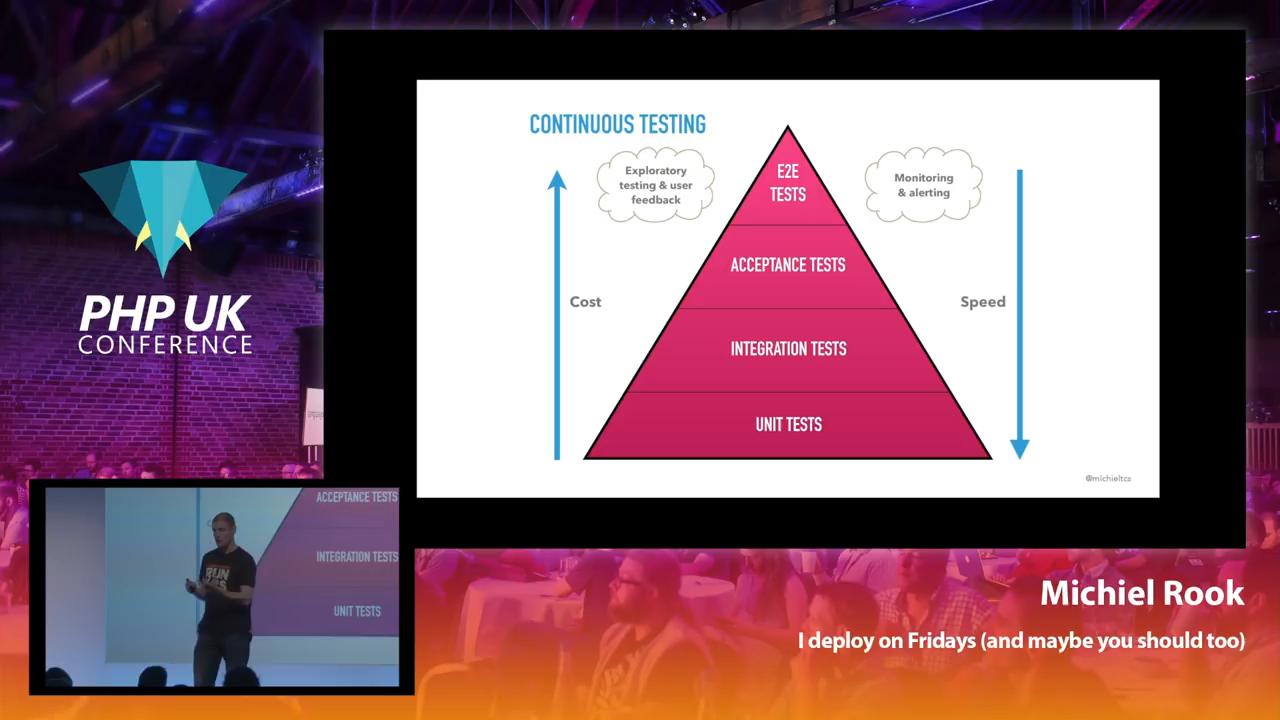 CONTINUOUS TESTING
Exploratory
testing & user
feedback
E2E
TESTS
Monitoring
& alerting
ACCEPTANCE TESTS
Cost
Speed
INTEGRATION TESTS
UNIT TESTS
@michieltcs
PHP UK
CONFERENCE
ACCEPTANCE TESTS
INTEGRATION TESTS
UNIT TESTS
RUN
Michiel Rook
I deploy on Fridays (and maybe you should too)